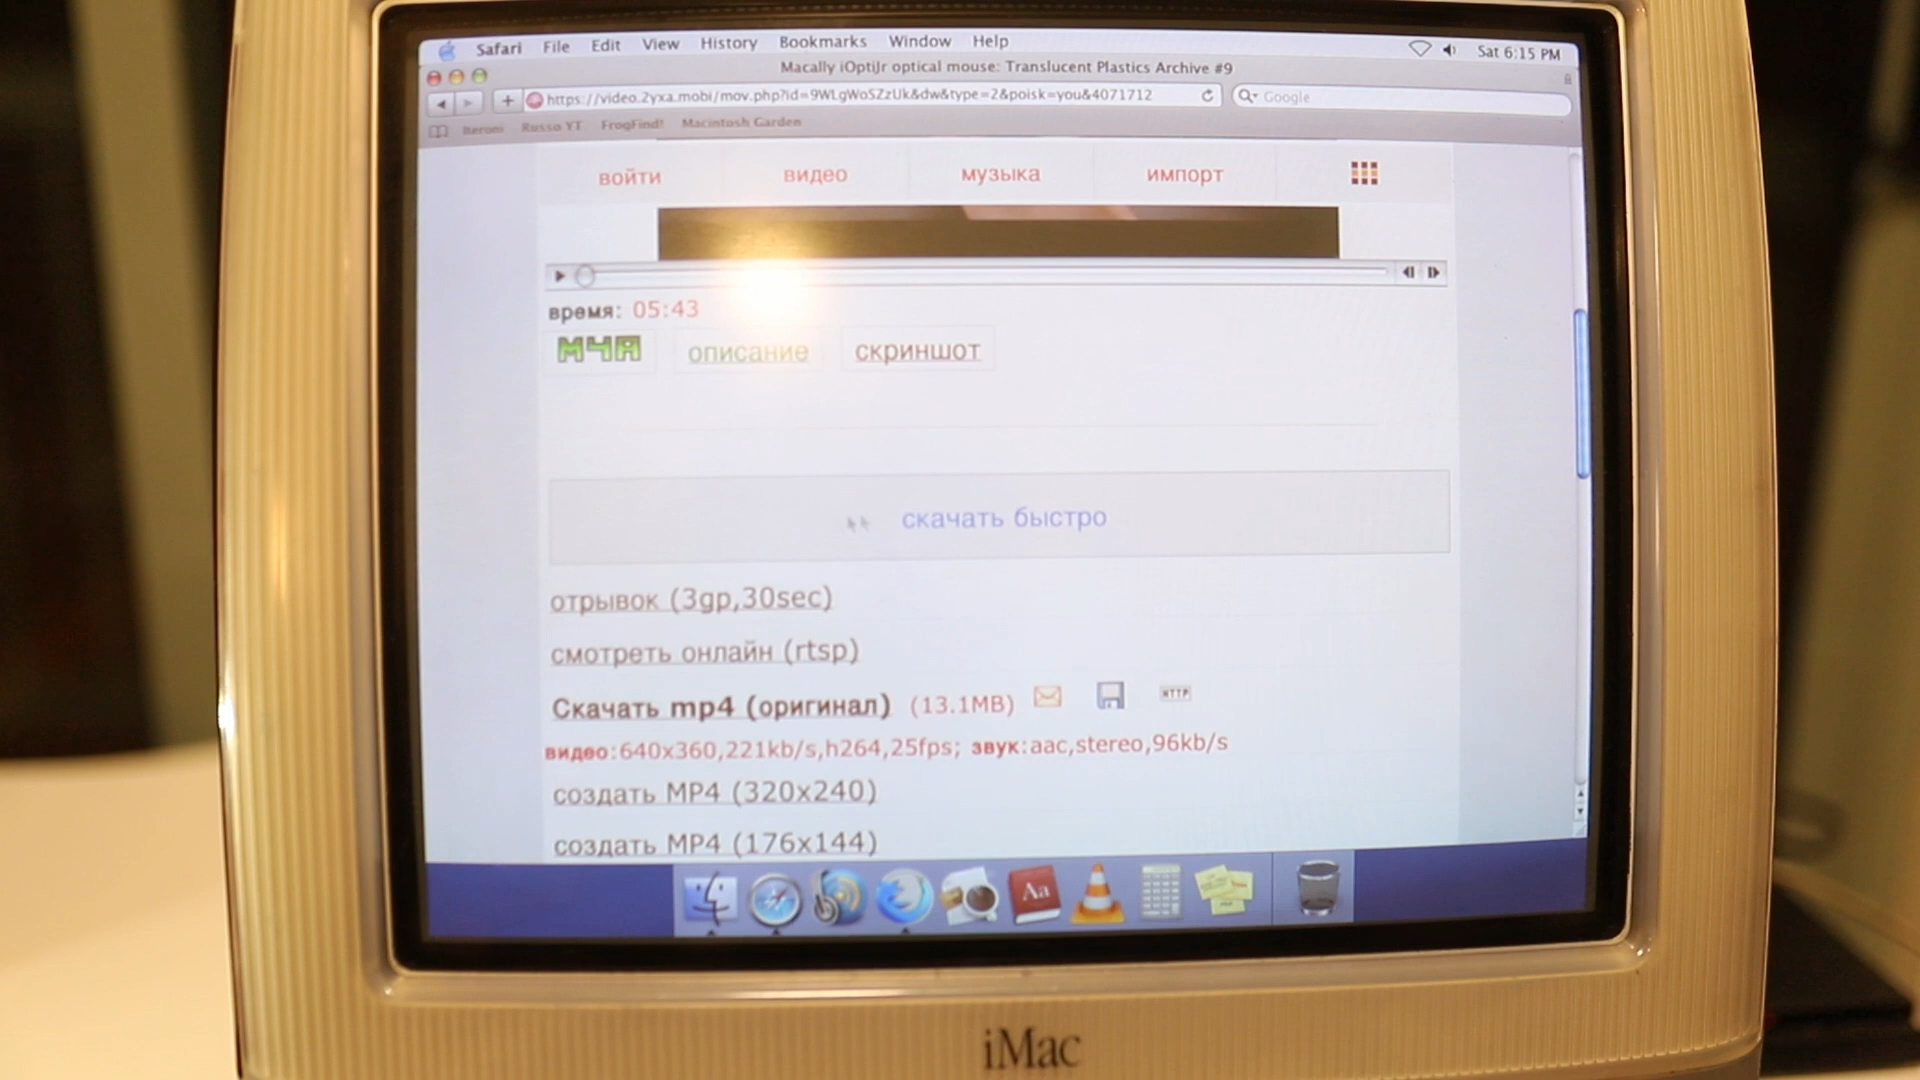 Safari File Edit View History Bookmarks Window Help Sat 6:15 PM
Macally iOptiJr optical mouse: Translucent Plastics Archive #9
https://video.2yxa.mobi/mov.php?id=9WLgWoSZzUk&dw&type=2&poisk=you&4071712 Google
Russo YT FrogFind! Macintosh Garden
войти видео музыка импорт
время: 05:43
МЧА описание скриншот
скачать быстро
отрывок (3gp,30sec)
смотреть онлайн (rtsp)
Скачать mp4 (оригинал) (13.1MB) HTTP
видео:640x360,221kb/s,h264,25fps; звук:aac,stereo,96kb/s
создать MP4 (320x240)
создать MP4 (176x144)
Aa
iMac